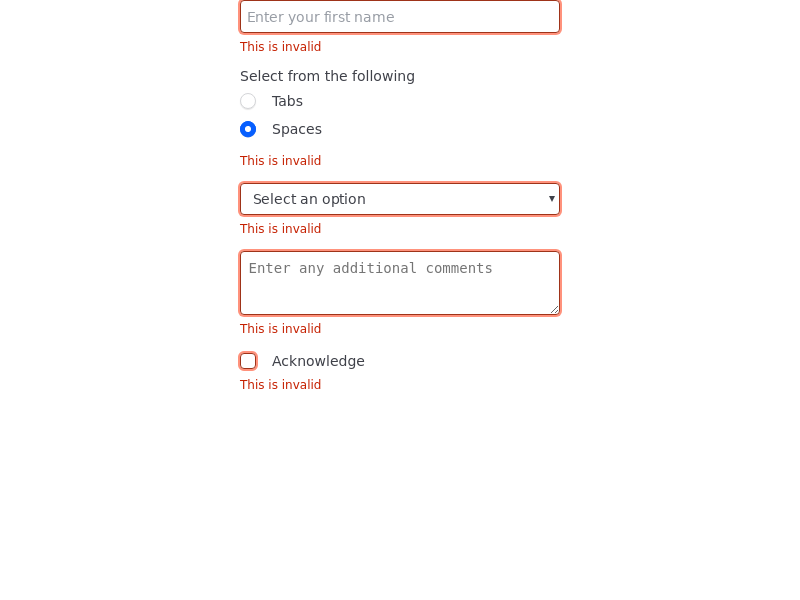 Enter your first name
This is invalid
Select from the following
Tabs
Spaces
This is invalid
Select an option
This is invalid
Enter any additional comments
This is invalid
Acknowledge
This is invalid